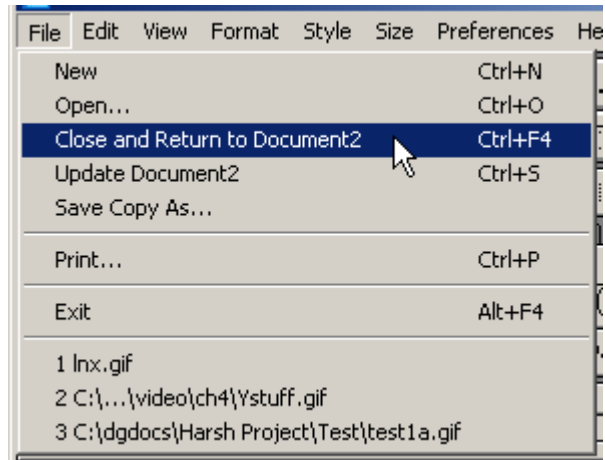 File Edit View Format Style Size Preferences He
New Ctrl+N
Open... Ctrl+O
Close and Return to Document2 Ctrl+F4
Update Document2 Ctrl+S
Save Copy As...
Print... Ctrl+P
Exit Alt+F4
1 lnx.gif
2 C:\...\video\ch4\Ystuff.gif
3 C:\dgdocs\Harsh Project\Test\test1a.gif